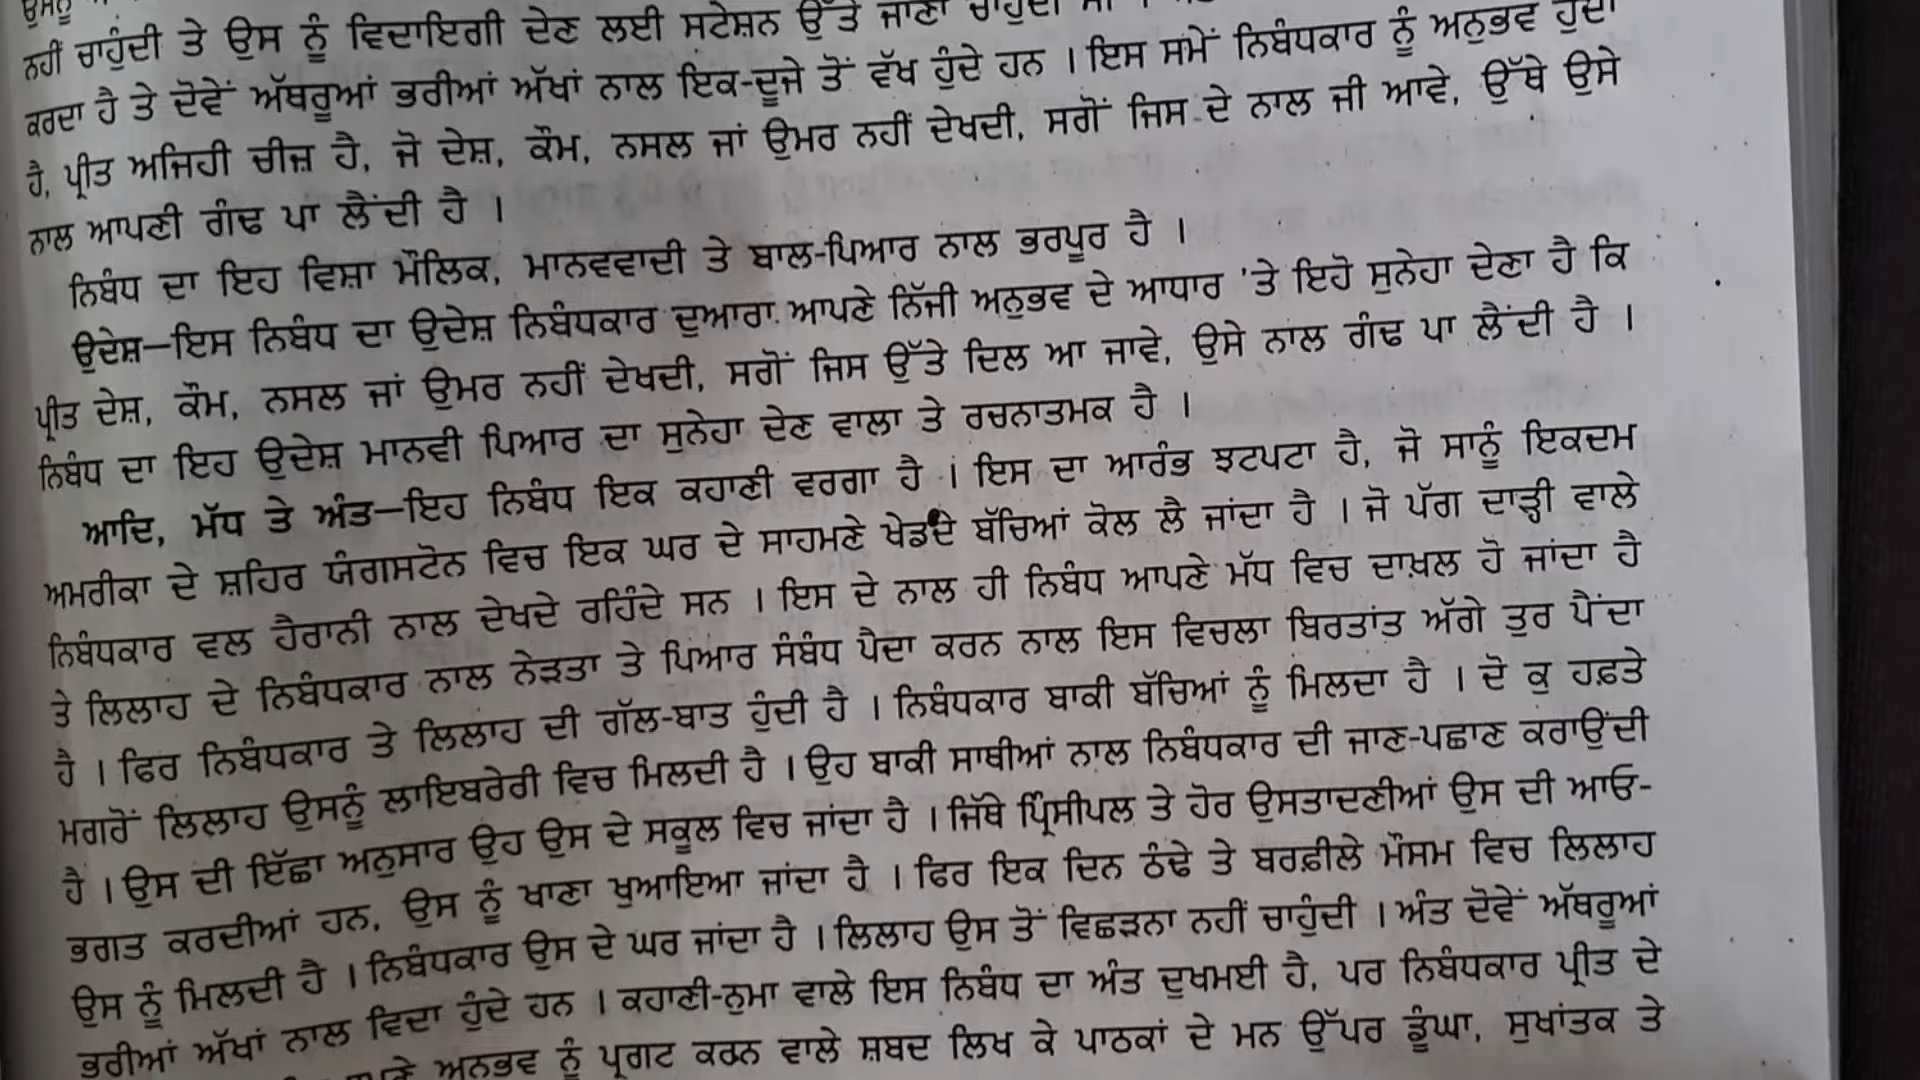 ਉਸਨੂੰ
ਨਹੀਂ ਚਾਹੁੰਦੀ ਤੇ ਉਸ ਨੂੰ ਵਿਦਾਇਗੀ ਦੇਣ ਲਈ ਸਟੇਸ਼ਨ ਉੱਤੇ ਜਾਣਾ ਚਾਹੁੰਦੀ
ਕਰਦਾ ਹੈ ਤੇ ਦੋਵੇਂ ਅੱਥਰੂਆਂ ਭਰੀਆਂ ਅੱਖਾਂ ਨਾਲ ਇਕ-ਦੂਜੇ ਤੋਂ ਵੱਖ ਹੁੰਦੇ ਹਨ । ਇਸ ਸਮੇਂ ਨਿਬੰਧਕਾਰ ਨੂੰ ਅਨੁਭਵ ਹੁੰਦਾ
ਹੈ, ਪ੍ਰੀਤ ਅਜਿਹੀ ਚੀਜ਼ ਹੈ, ਜੋ ਦੇਸ਼, ਕੌਮ, ਨਸਲ ਜਾਂ ਉਮਰ ਨਹੀਂ ਦੇਖਦੀ, ਸਗੋਂ ਜਿਸ ਦੇ ਨਾਲ ਜੀ ਆਵੇ, ਉੱਥੇ ਉਸੇ
ਨਾਲ ਆਪਣੀ ਗੰਢ ਪਾ ਲੈਂਦੀ ਹੈ ।
ਨਿਬੰਧ ਦਾ ਇਹ ਵਿਸ਼ਾ ਮੌਲਿਕ, ਮਾਨਵਵਾਦੀ ਤੇ ਬਾਲ-ਪਿਆਰ ਨਾਲ ਭਰਪੂਰ ਹੈ ।
ਉਦੇਸ਼—ਇਸ ਨਿਬੰਧ ਦਾ ਉਦੇਸ਼ ਨਿਬੰਧਕਾਰ ਦੁਆਰਾ ਆਪਣੇ ਨਿੱਜੀ ਅਨੁਭਵ ਦੇ ਆਧਾਰ 'ਤੇ ਇਹੋ ਸੁਨੇਹਾ ਦੇਣਾ ਹੈ ਕਿ
ਪ੍ਰੀਤ ਦੇਸ਼, ਕੌਮ, ਨਸਲ ਜਾਂ ਉਮਰ ਨਹੀਂ ਦੇਖਦੀ, ਸਗੋਂ ਜਿਸ ਉੱਤੇ ਦਿਲ ਆ ਜਾਵੇ, ਉਸੇ ਨਾਲ ਗੰਢ ਪਾ ਲੈਂਦੀ ਹੈ ।
ਨਿਬੰਧ ਦਾ ਇਹ ਉਦੇਸ਼ ਮਾਨਵੀ ਪਿਆਰ ਦਾ ਸੁਨੇਹਾ ਦੇਣ ਵਾਲਾ ਤੇ ਰਚਨਾਤਮਕ ਹੈ ।
ਆਦਿ, ਮੱਧ ਤੇ ਅੰਤ—ਇਹ ਨਿਬੰਧ ਇਕ ਕਹਾਣੀ ਵਰਗਾ ਹੈ । ਇਸ ਦਾ ਆਰੰਭ ਝਟਪਟਾ ਹੈ, ਜੋ ਸਾਨੂੰ ਇਕਦਮ
ਅਮਰੀਕਾ ਦੇ ਸ਼ਹਿਰ ਯੰਗਸਟੋਨ ਵਿਚ ਇਕ ਘਰ ਦੇ ਸਾਹਮਣੇ ਖੇਡਦੇ ਬੱਚਿਆਂ ਕੋਲ ਲੈ ਜਾਂਦਾ ਹੈ । ਜੋ ਪੱਗ ਦਾੜ੍ਹੀ ਵਾਲੇ
ਨਿਬੰਧਕਾਰ ਵਲ ਹੈਰਾਨੀ ਨਾਲ ਦੇਖਦੇ ਰਹਿੰਦੇ ਸਨ । ਇਸ ਦੇ ਨਾਲ ਹੀ ਨਿਬੰਧ ਆਪਣੇ ਮੱਧ ਵਿਚ ਦਾਖ਼ਲ ਹੋ ਜਾਂਦਾ ਹੈ
ਤੇ ਲਿਲਾਹ ਦੇ ਨਿਬੰਧਕਾਰ ਨਾਲ ਨੇੜਤਾ ਤੇ ਪਿਆਰ ਸੰਬੰਧ ਪੈਦਾ ਕਰਨ ਨਾਲ ਇਸ ਵਿਚਲਾ ਬਿਰਤਾਂਤ ਅੱਗੇ ਤੁਰ ਪੈਂਦਾ
ਹੈ । ਫਿਰ ਨਿਬੰਧਕਾਰ ਤੇ ਲਿਲਾਹ ਦੀ ਗੱਲ-ਬਾਤ ਹੁੰਦੀ ਹੈ । ਨਿਬੰਧਕਾਰ ਬਾਕੀ ਬੱਚਿਆਂ ਨੂੰ ਮਿਲਦਾ ਹੈ । ਦੋ ਕੁ ਹਫ਼ਤੇ
ਮਗਰੋਂ ਲਿਲਾਹ ਉਸਨੂੰ ਲਾਇਬਰੇਰੀ ਵਿਚ ਮਿਲਦੀ ਹੈ । ਉਹ ਬਾਕੀ ਸਾਥੀਆਂ ਨਾਲ ਨਿਬੰਧਕਾਰ ਦੀ ਜਾਣ-ਪਛਾਣ ਕਰਾਉਂਦੀ
ਹੈ । ਉਸ ਦੀ ਇੱਛਾ ਅਨੁਸਾਰ ਉਹ ਉਸ ਦੇ ਸਕੂਲ ਵਿਚ ਜਾਂਦਾ ਹੈ । ਜਿੱਥੇ ਪ੍ਰਿੰਸੀਪਲ ਤੇ ਹੋਰ ਉਸਤਾਦਣੀਆਂ ਉਸ ਦੀ ਆਓ-
ਭਗਤ ਕਰਦੀਆਂ ਹਨ, ਉਸ ਨੂੰ ਖਾਣਾ ਖੁਆਇਆ ਜਾਂਦਾ ਹੈ । ਫਿਰ ਇਕ ਦਿਨ ਠੰਢੇ ਤੇ ਬਰਫ਼ੀਲੇ ਮੌਸਮ ਵਿਚ ਲਿਲਾਹ
ਉਸ ਨੂੰ ਮਿਲਦੀ ਹੈ । ਨਿਬੰਧਕਾਰ ਉਸ ਦੇ ਘਰ ਜਾਂਦਾ ਹੈ । ਲਿਲਾਹ ਉਸ ਤੋਂ ਵਿਛੜਨਾ ਨਹੀਂ ਚਾਹੁੰਦੀ । ਅੰਤ ਦੋਵੇਂ ਅੱਥਰੂਆਂ
ਭਰੀਆਂ ਅੱਖਾਂ ਨਾਲ ਵਿਦਾ ਹੁੰਦੇ ਹਨ । ਕਹਾਣੀ-ਨੁਮਾ ਵਾਲੇ ਇਸ ਨਿਬੰਧ ਦਾ ਅੰਤ ਦੁਖਮਈ ਹੈ, ਪਰ ਨਿਬੰਧਕਾਰ ਪ੍ਰੀਤ ਦੇ
ਅਨੁਭਵ ਨੂੰ ਪ੍ਰਗਟ ਕਰਨ ਵਾਲੇ ਸ਼ਬਦ ਲਿਖ ਕੇ ਪਾਠਕਾਂ ਦੇ ਮਨ ਉੱਪਰ ਡੂੰਘਾ, ਸੁਖਾਂਤਕ ਤੇ